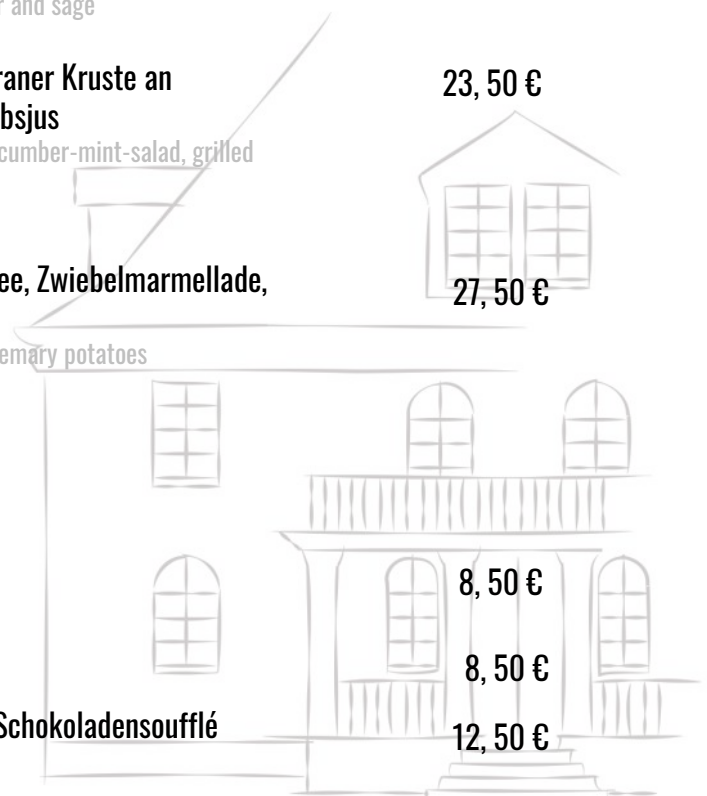 and sage
raner Kruste an 23, 50 €
bsjus
cumber-mint-salad, grilled
ee, Zwiebelmarmellade, 27, 50 €
emary potatoes
8, 50 €
8, 50 €
Schokoladensoufflé 12, 50 €